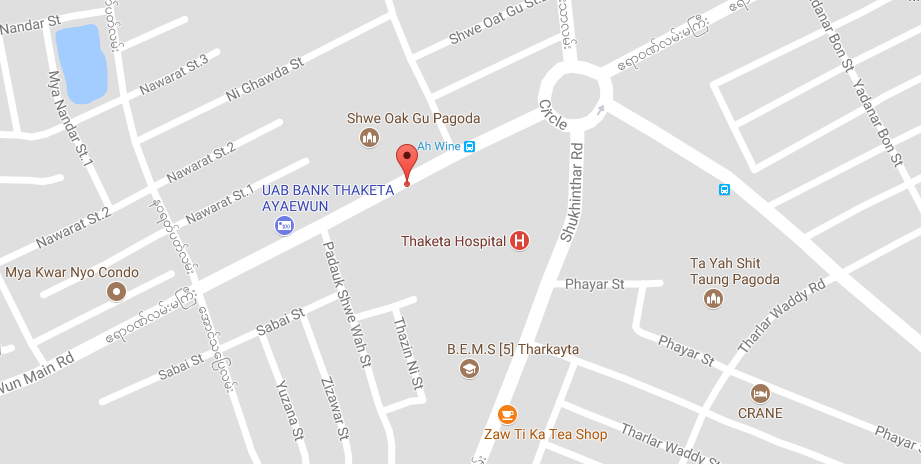 Nandar St
Shwe Oat Gu St.2
Yadanar Bon St
Nawarat St.3
Ni Ghawda St
Mya Nandar St.1
Yadanar Bon St
Shwe Oak Gu Pagoda
Circle
Ah Wine
Nawarat St.2
UAB BANK THAKETA
AYAEWUN
Nawarat St.1
Nawarat St.2
Shukhinthar Rd
Thaketa Hospital
Mya Kwar Nyo Condo
Padauk Shwe Wah St
Ta Yah Shit
Taung Pagoda
Phayar St
Tharlar Waddy Rd
Sabai St
Thazin Ni St
Wun Main Rd
Sabai St
B.E.M.S [5] Tharkayta
Phayar St
Yuzana St
Zizawar St
CRANE
Zaw Ti Ka Tea Shop
Tharlar Waddy St
Phayar St